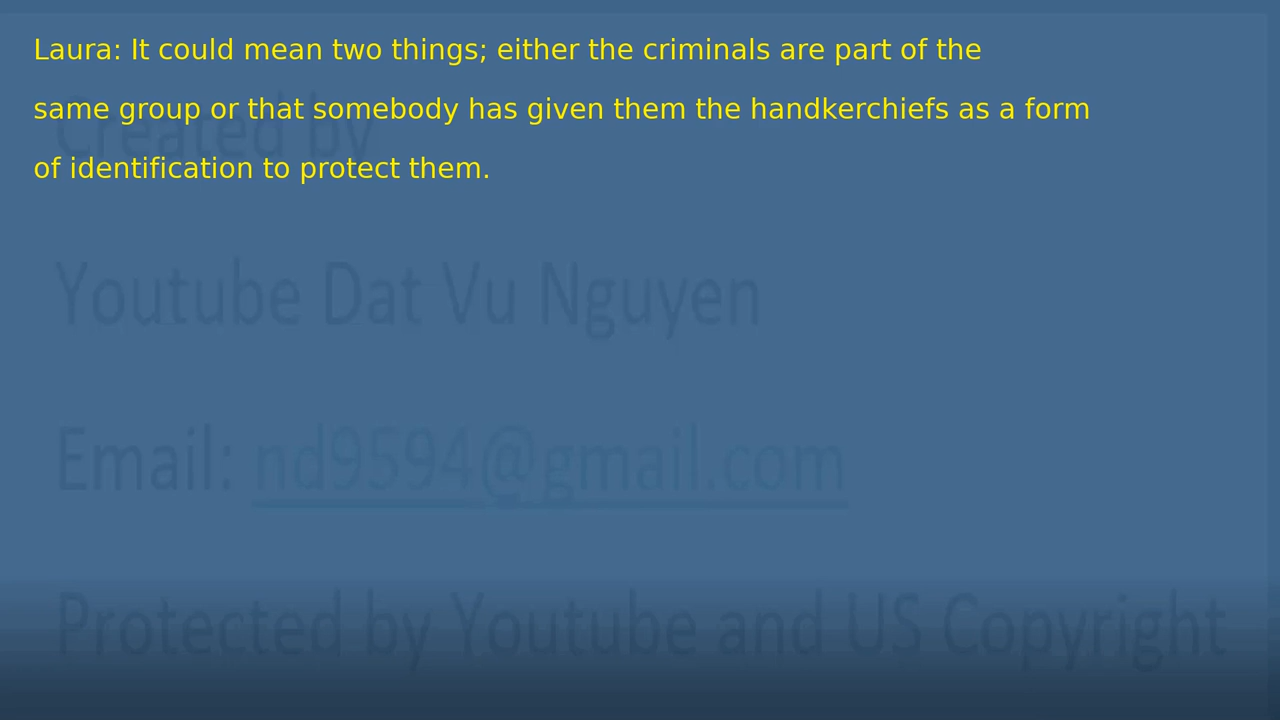 Laura: It could mean two things; either the criminals are part of the
same group or that somebody has given them the handkerchiefs as a form
of identification to protect them.
Created by
Youtube Dat Vu Nguyen
Email: nd9594@gmail.com
Protected by Youtube and US Copyright